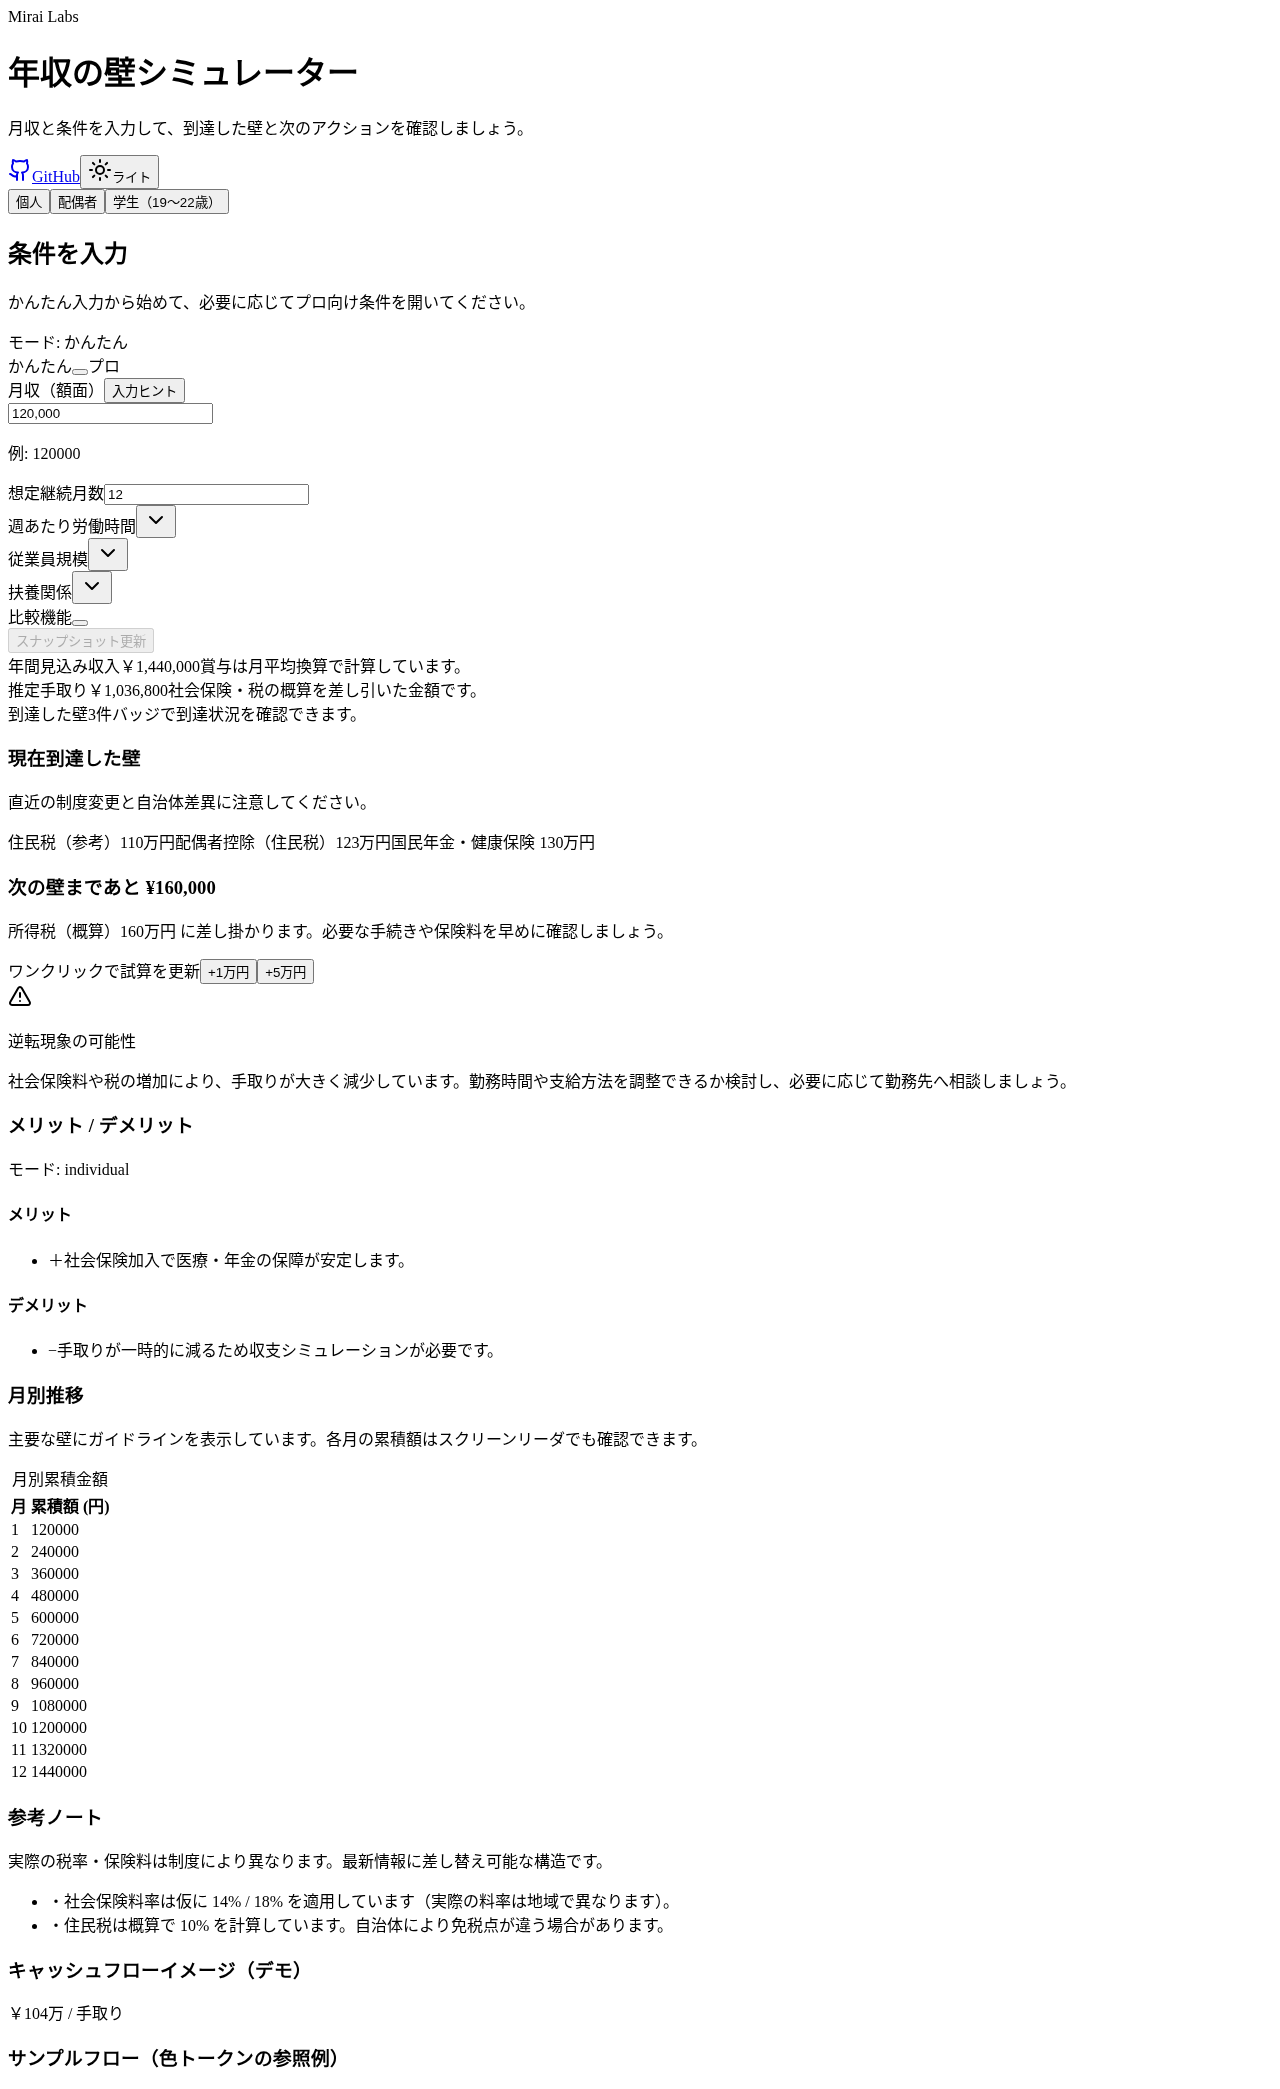 Mirai Labs
年収の壁シミュレーター
月収と条件を入力して、到達した壁と次のアクションを確認しましょう。
GitHub ライト
個人 配偶者 学生（19〜22歳）
条件を入力
かんたん入力から始めて、必要に応じてプロ向け条件を開いてください。
モード: かんたん
かんたん プロ
月収（額面） 入力ヒント
120,000
例: 120000
想定継続月数 12
週あたり労働時間
従業員規模
扶養関係
比較機能
スナップショット更新
年間見込み収入￥1,440,000賞与は月平均換算で計算しています。
推定手取り￥1,036,800社会保険・税の概算を差し引いた金額です。
到達した壁3件バッジで到達状況を確認できます。
現在到達した壁
直近の制度変更と自治体差異に注意してください。
住民税（参考）110万円配偶者控除（住民税）123万円国民年金・健康保険 130万円
次の壁まであと ¥160,000
所得税（概算）160万円 に差し掛かります。必要な手続きや保険料を早めに確認しましょう。
ワンクリックで試算を更新 +1万円 +5万円
逆転現象の可能性
社会保険料や税の増加により、手取りが大きく減少しています。勤務時間や支給方法を調整できるか検討し、必要に応じて勤務先へ相談しましょう。
メリット / デメリット
モード: individual
メリット
• ＋社会保険加入で医療・年金の保障が安定します。
デメリット
• −手取りが一時的に減るため収支シミュレーションが必要です。
月別推移
主要な壁にガイドラインを表示しています。各月の累積額はスクリーンリーダでも確認できます。
月別累積金額
月 累積額 (円)
1 120000
2 240000
3 360000
4 480000
5 600000
6 720000
7 840000
8 960000
9 1080000
10 1200000
11 1320000
12 1440000
参考ノート
実際の税率・保険料は制度により異なります。最新情報に差し替え可能な構造です。
• ・社会保険料率は仮に 14% / 18% を適用しています（実際の料率は地域で異なります）。
• ・住民税は概算で 10% を計算しています。自治体により免税点が違う場合があります。
キャッシュフローイメージ（デモ）
￥104万 / 手取り
サンプルフロー（色トークンの参照例）